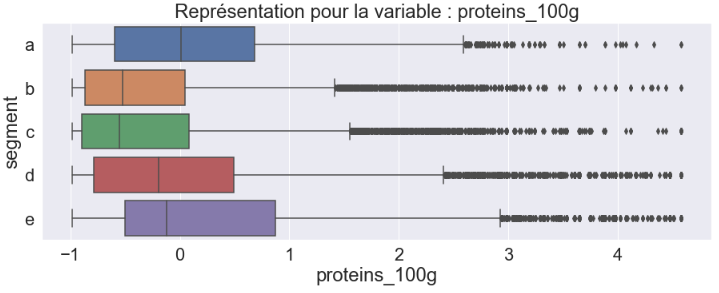 Représentation pour la variable : proteins_100g
segment
a
b
c
d
e
−1 0 1 2 3 4
proteins_100g